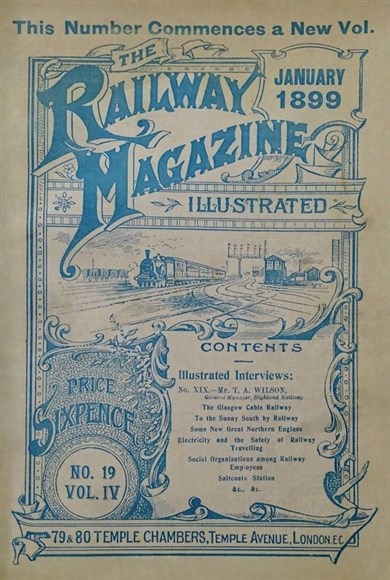 This Number Commences a New Vol.
THE
RAILWAY
MAGAZINE
JANUARY
1899
ILLUSTRATED
CONTENTS
Illustrated Interviews:
No. XIX.—Mr. T. A. WILSON,
General Manager, Highland Railway.
The Glasgow Cable Railway
To the Sunny South by Railway
Some New Great Northern Engines
Electricity and the Safety of Railway
Travelling
Social Organisations among Railway
Employees
Saltcoats Station
&c., &c.
PRICE
SIXPENCE
NO. 19
VOL. IV
79 & 80 TEMPLE CHAMBERS, TEMPLE AVENUE, LONDON. E.C.